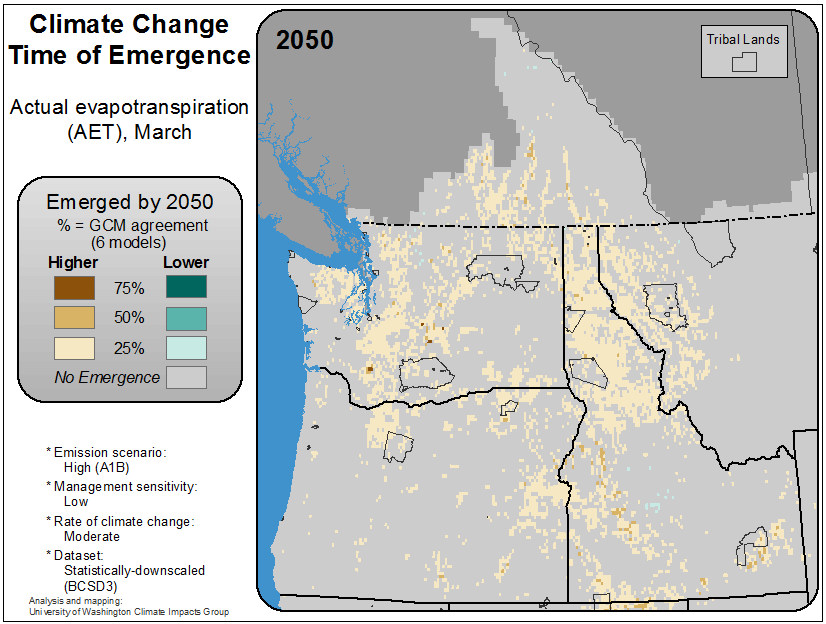 Climate Change
Time of Emergence
Actual evapotranspiration
(AET), March
Emerged by 2050
% = GCM agreement
(6 models)
Higher Lower
75%
50%
25%
No Emergence
* Emission scenario:
High (A1B)
* Management sensitivity:
Low
* Rate of climate change:
Moderate
* Dataset:
Statistically-downscaled
(BCSD3)
Analysis and mapping:
University of Washington Climate Impacts Group
2050
Tribal Lands